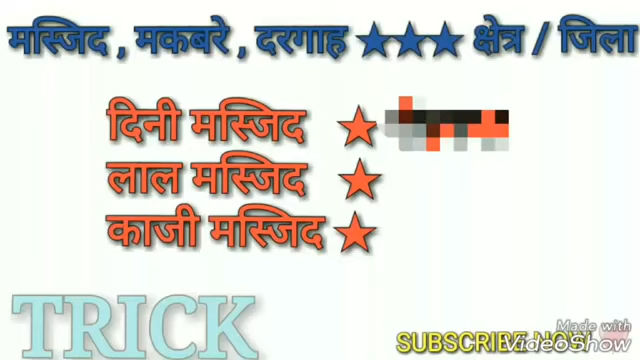 मस्जिद , मकबरे , दरगाह ★★★ क्षेत्र / जिला
दिनी मस्जिद ★
लाल मस्जिद ★
काजी मस्जिद ★
TRICK
SUBSCRIBE NOW
Made with
VideoShow